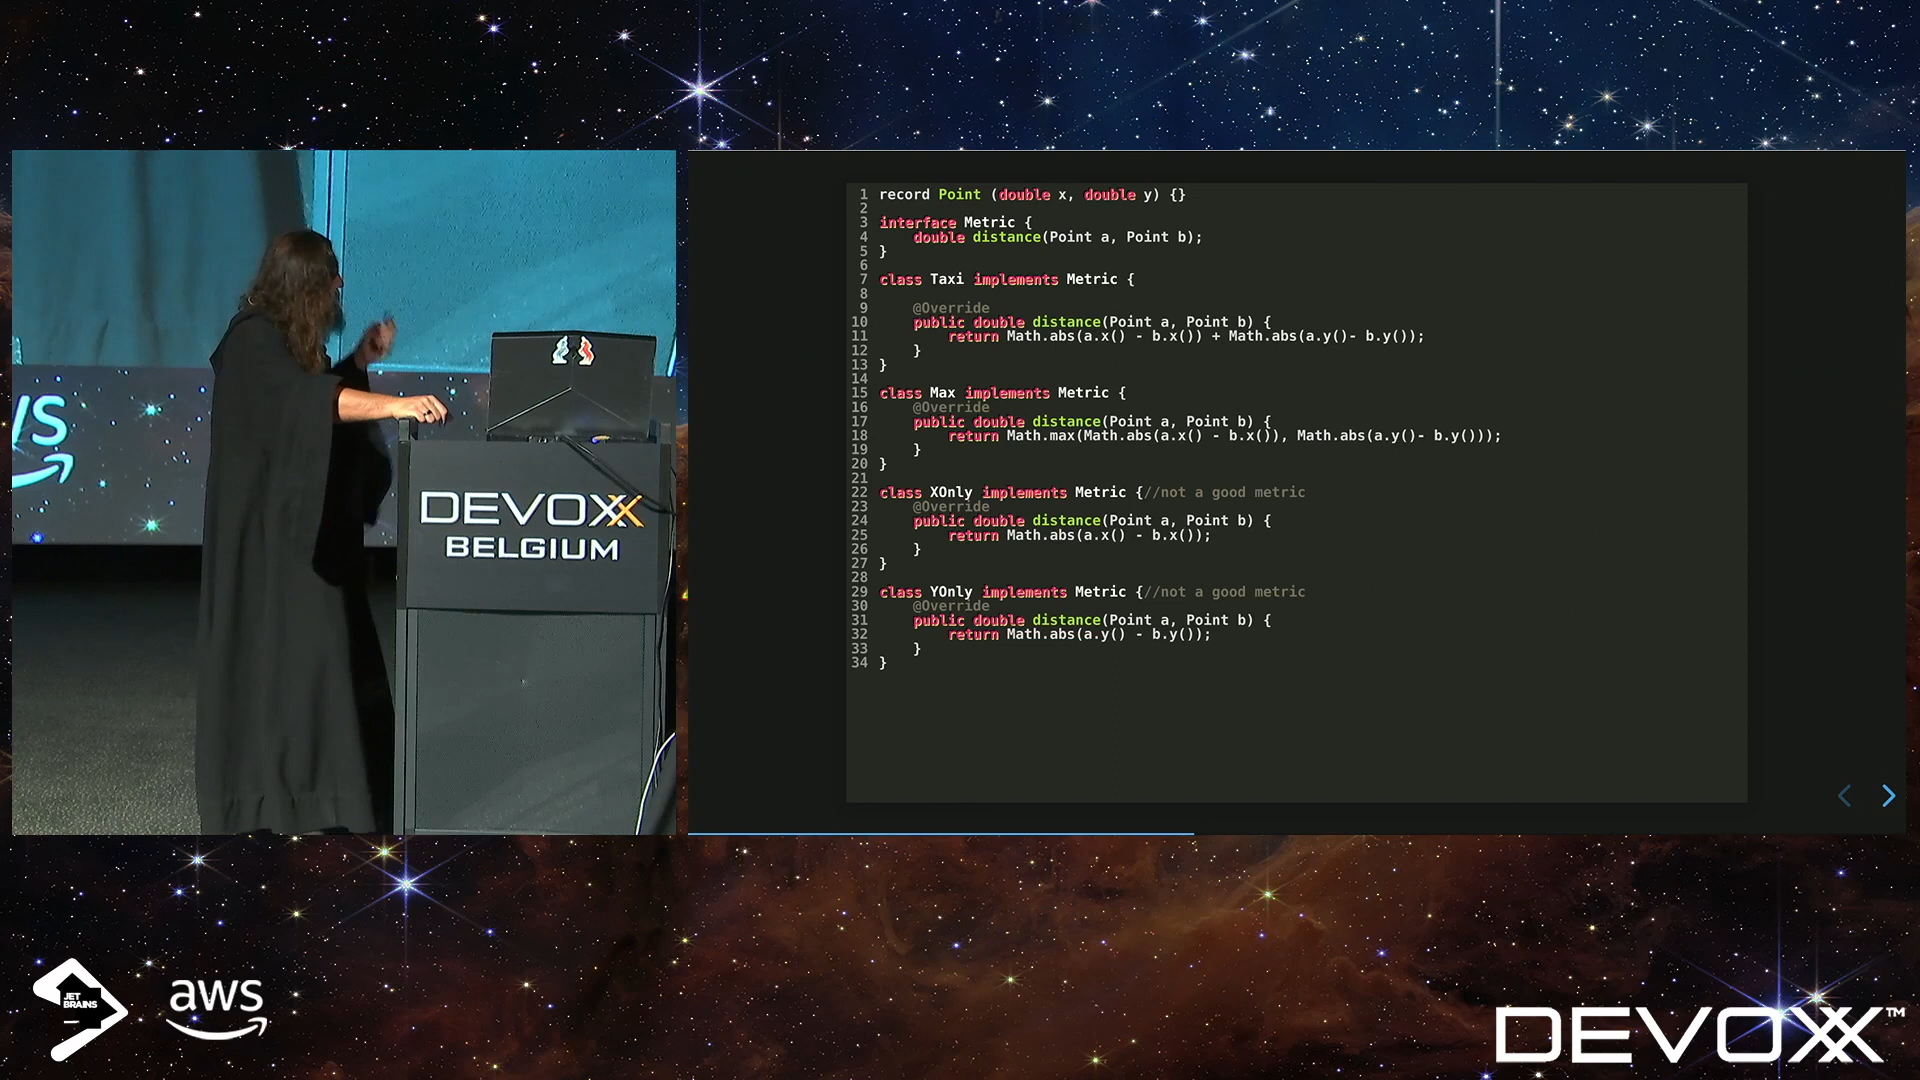 1 record Point (double x, double y) {}
2
3 interface Metric {
4     double distance(Point a, Point b);
5 }
6
7 class Taxi implements Metric {
8
9     @Override
10     public double distance(Point a, Point b) {
11         return Math.abs(a.x() - b.x()) + Math.abs(a.y()- b.y());
12     }
13 }
14
15 class Max implements Metric {
16     @Override
17     public double distance(Point a, Point b) {
18         return Math.max(Math.abs(a.x() - b.x()), Math.abs(a.y()- b.y()));
19     }
20 }
21
22 class XOnly implements Metric {//not a good metric
23     @Override
24     public double distance(Point a, Point b) {
25         return Math.abs(a.x() - b.x());
26     }
27 }
28
29 class YOnly implements Metric {//not a good metric
30     @Override
31     public double distance(Point a, Point b) {
32         return Math.abs(a.y() - b.y());
33     }
34 }
DEVOXX
BELGIUM
JET
BRAINS
aws
DEVOXX™